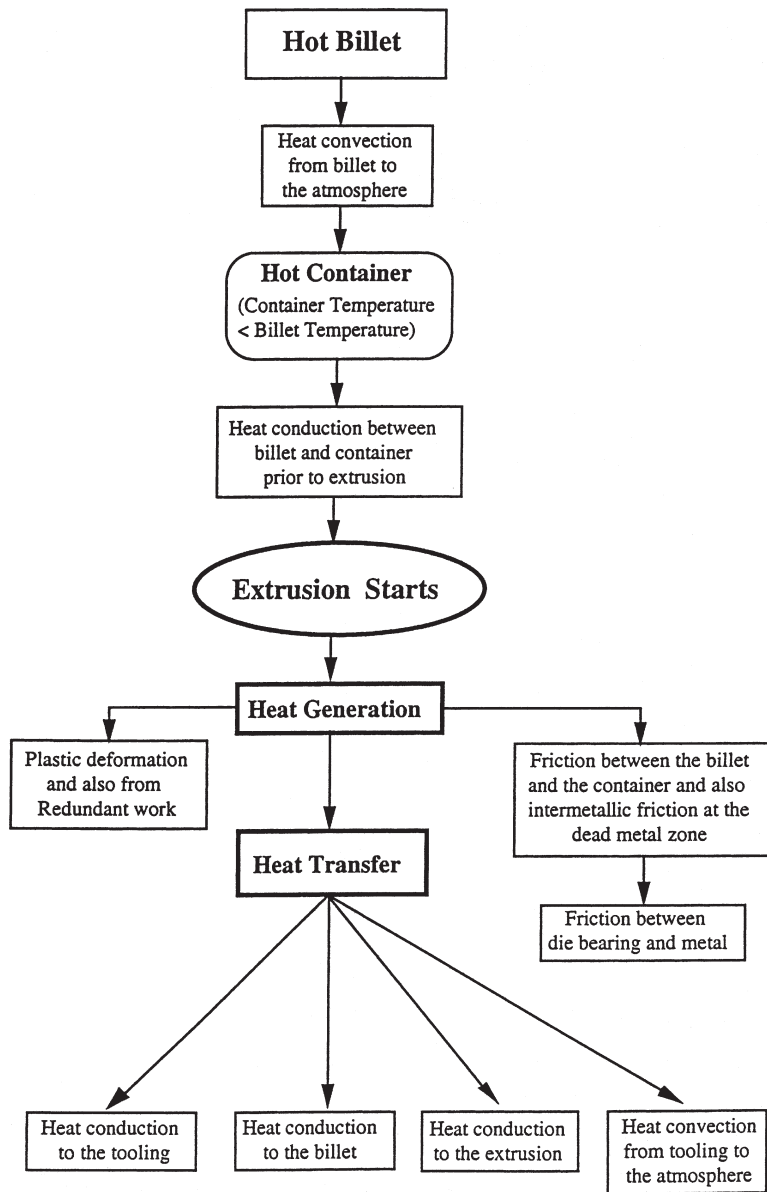 Hot Billet
Heat convection
from billet to
the atmosphere
Hot Container
(Container Temperature
< Billet Temperature)
Heat conduction between
billet and container
prior to extrusion
Extrusion Starts
Heat Generation
Plastic deformation
and also from
Redundant work
Friction between the billet
and the container and also
intermetallic friction at the
dead metal zone
Heat Transfer
Friction between
die bearing and metal
Heat conduction
to the tooling
Heat conduction
to the billet
Heat conduction
to the extrusion
Heat convection
from tooling to
the atmosphere